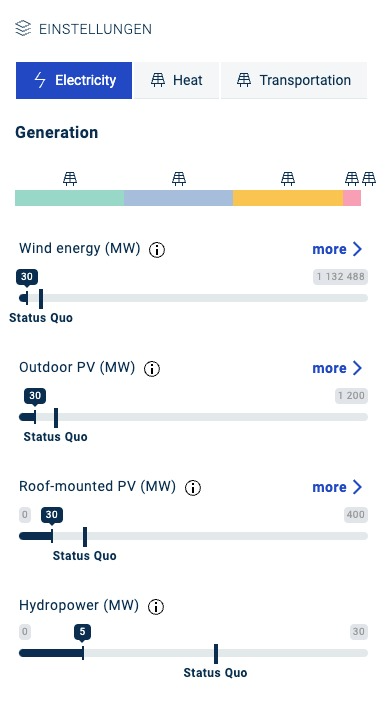 EINSTELLUNGEN
Electricity Heat Transportation
Generation
Wind energy (MW) more
30 1 132 488
Status Quo
Outdoor PV (MW) more
30 1 200
Status Quo
Roof-mounted PV (MW) more
0 30 400
Status Quo
Hydropower (MW)
0 5 30
Status Quo